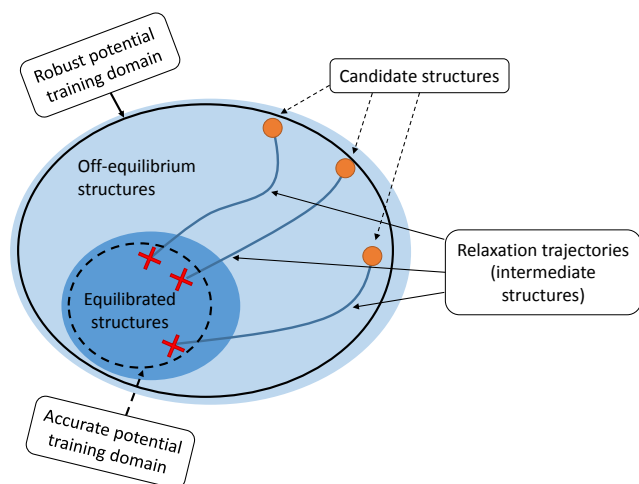 Robust potential
training domain
Candidate structures
Off-equilibrium
structures
Relaxation trajectories
(intermediate
structures)
Equilibrated
structures
Accurate potential
training domain